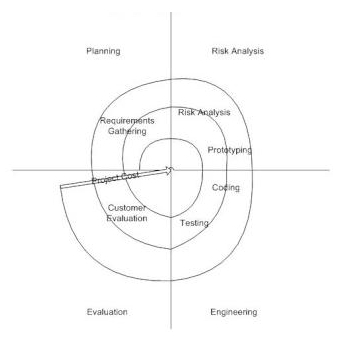 Planning
Risk Analysis
Risk Analysis
Requirements
Gathering
Prototyping
Project Cost
Coding
Customer
Evaluation
Testing
Evaluation
Engineering